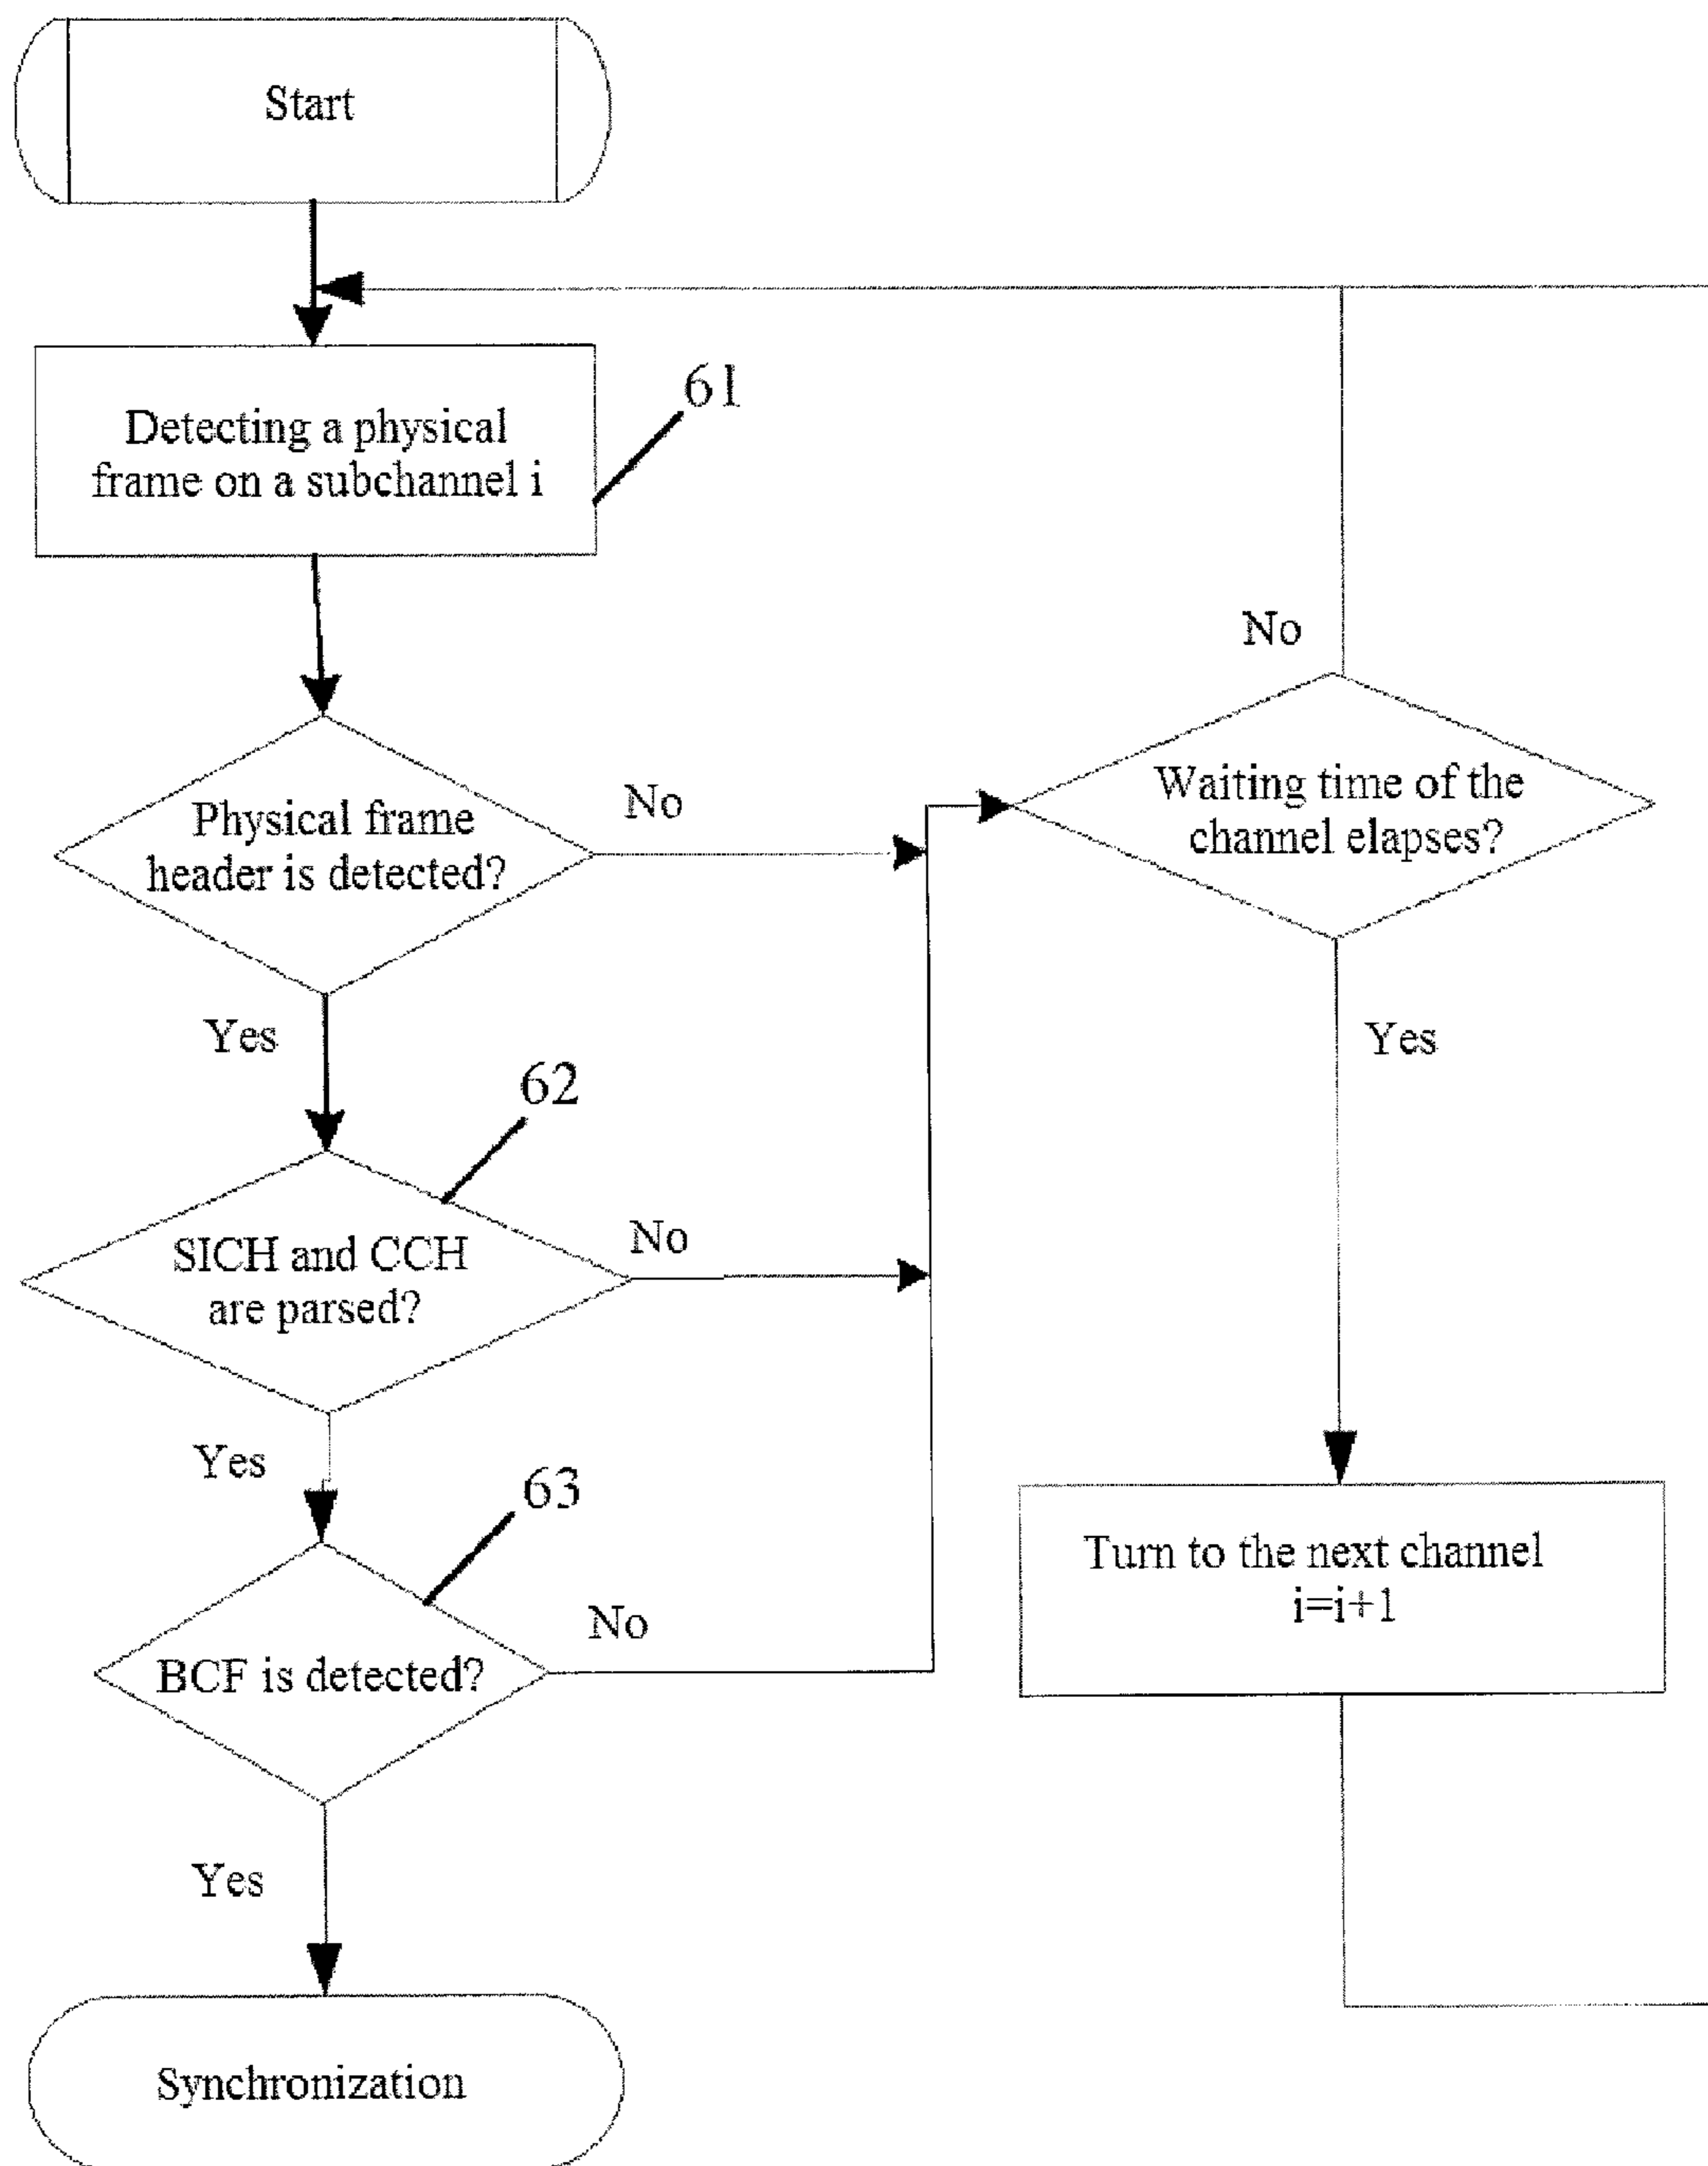 Start
Detecting a physical
frame on a subchannel i
61
Physical frame
header is detected?
No
Yes
62
SICH and CCH
are parsed?
No
Yes
63
BCF is detected?
No
Yes
Synchronization
No
Waiting time of the
channel elapses?
Yes
Turn to the next channel
i=i+1